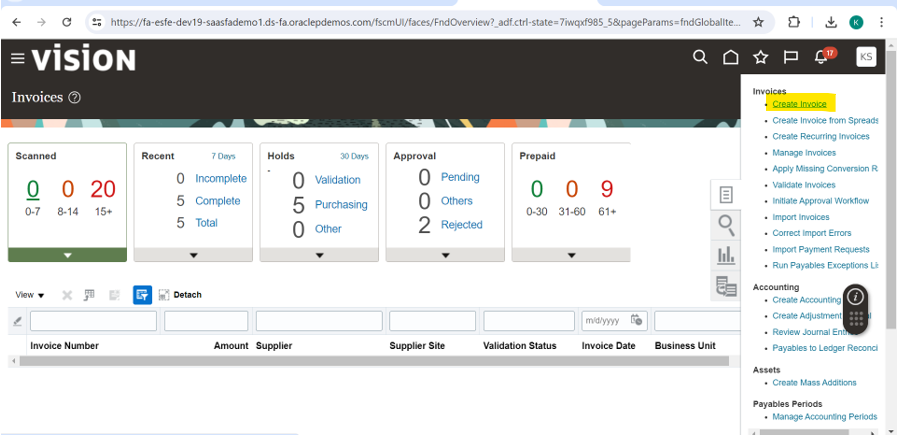 https://fa-esfe-dev19-saasfademo1.ds-fa.oraclepdemos.com/fscmUI/faces/FndOverview?_adf.ctrl-state=7iwqxf985_5&pageParams=fndGlobalIte...
K
vision
17
KS
Invoices
Scanned
0 0 20
0-7 8-14 15+
Recent 7 Days
0 Incomplete
5 Complete
5 Total
Holds 30 Days
0 Validation
5 Purchasing
0 Other
Approval
0 Pending
0 Others
2 Rejected
Prepaid
0 0 9
0-30 31-60 61+
View
Detach
m/d/yyyy
Invoice Number Amount Supplier Supplier Site Validation Status Invoice Date Business Unit
Invoices
Create Invoice
Create Invoice from Spreads
Create Recurring Invoices
Manage Invoices
Apply Missing Conversion R
Validate Invoices
Initiate Approval Workflow
Import Invoices
Correct Import Errors
Import Payment Requests
Run Payables Exceptions Li
Accounting
Create Accounting
Create Adjustment
Review Journal
Payables to Ledger Reconci
Assets
Create Mass Additions
Payables Periods
Manage Accounting Periods